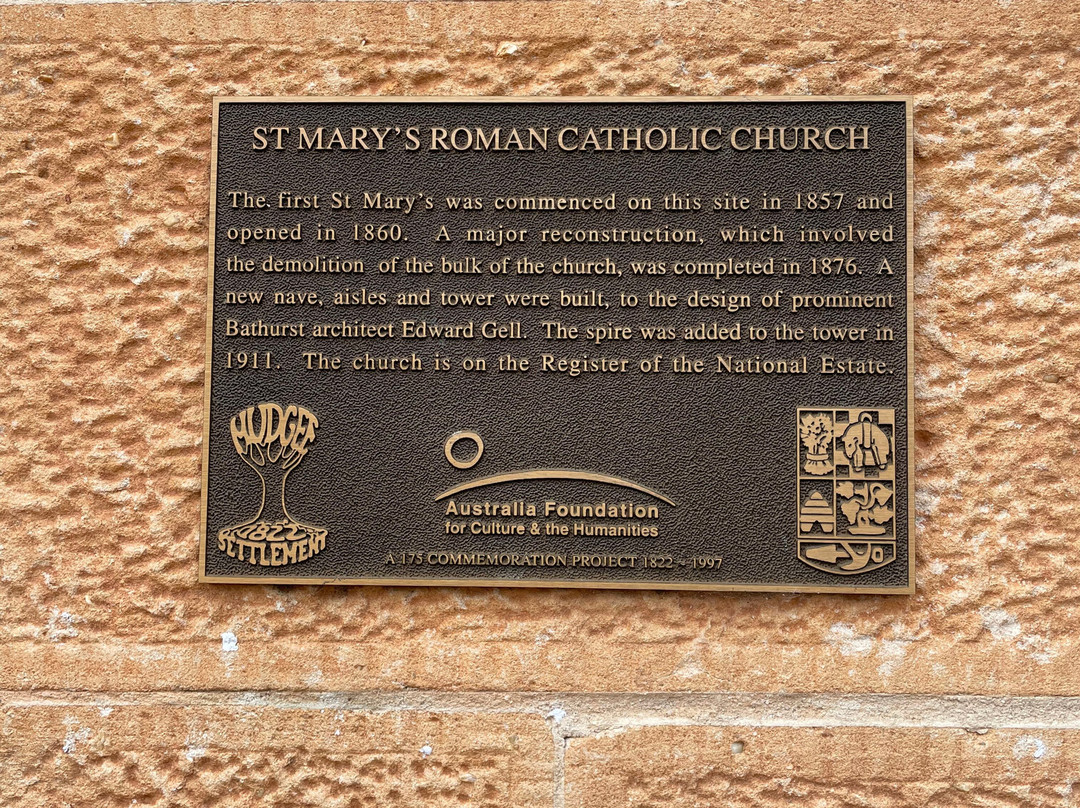 ST MARY'S ROMAN CATHOLIC CHURCH
The first St Mary's was commenced on this site in 1857 and
opened in 1860. A major reconstruction, which involved
the demolition of the bulk of the church, was completed in 1876. A
new nave, aisles and tower were built, to the design of prominent
Bathurst architect Edward Gell. The spire was added to the tower in
1911. The church is on the Register of the National Estate.
MUDGEE
1822
SETTLEMENT
Australia Foundation
for Culture & the Humanities
A 175 COMMEMORATION PROJECT 1822 ~ 1997